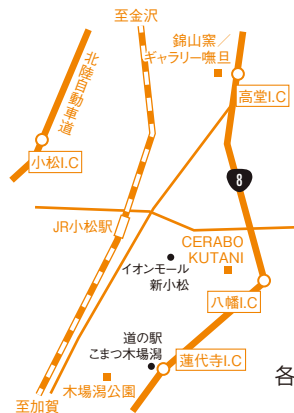 至金沢
錦山窯／
ギャラリー嘸旦
北陸自動車道
高堂I.C
小松I.C
8
JR小松駅
CERABO
KUTANI
イオンモール
新小松
八幡I.C
道の駅
こまつ木場潟
蓮代寺I.C
木場潟公園
各
至加賀